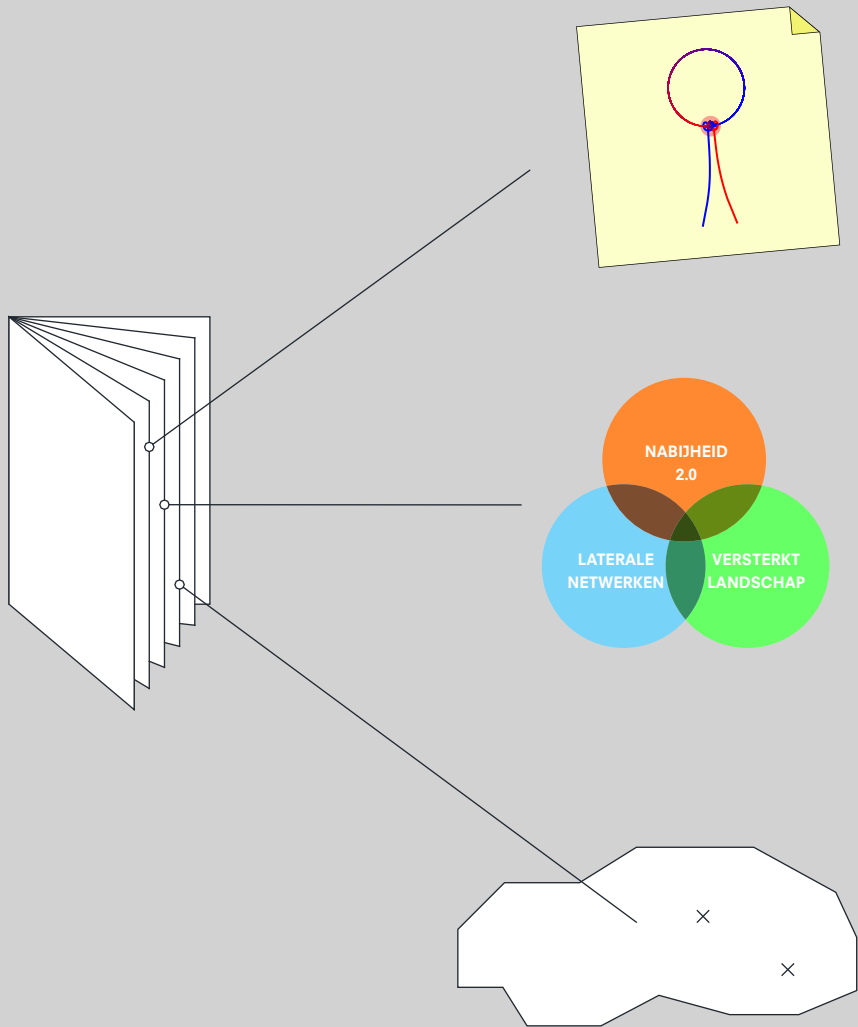 NABIJHEID
2.0
LATERALE
NETWERKEN
VERSTERKT
LANDSCHAP